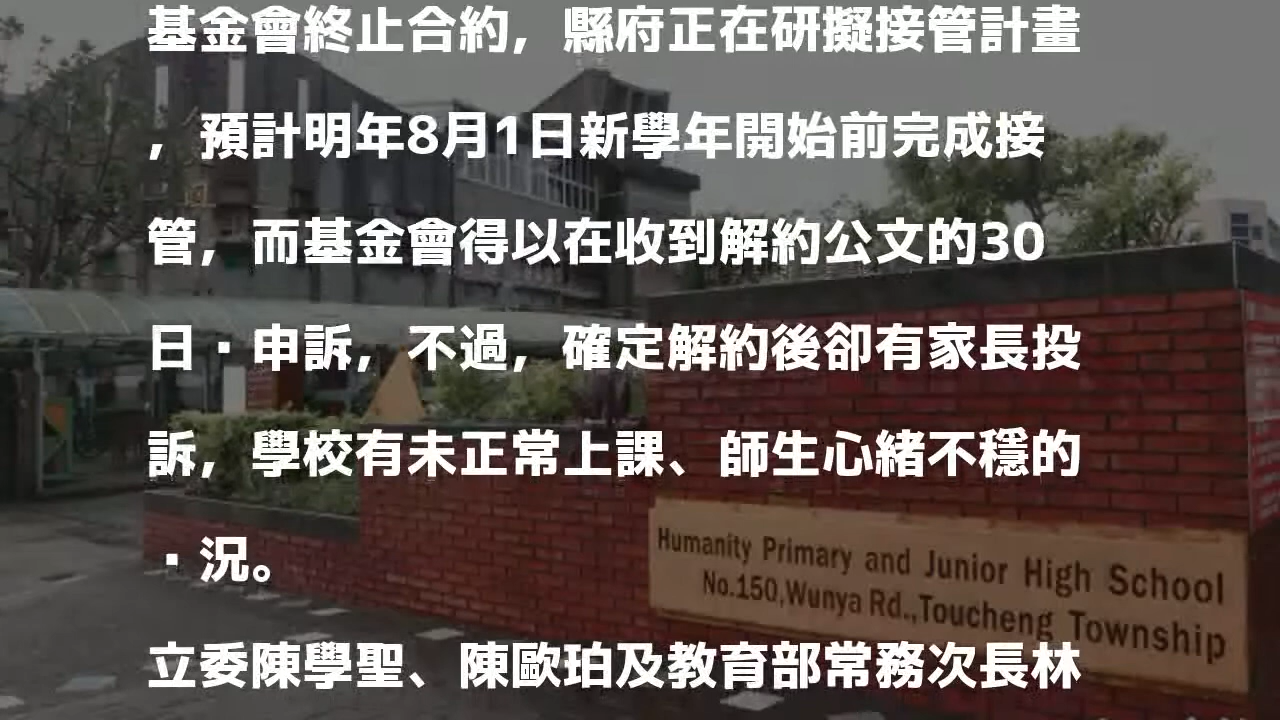 基金會終止合約，縣府正在研擬接管計畫
，預計明年8月1日新學年開始前完成接
管，而基金會得以在收到解約公文的30
日·申訴，不過，確定解約後卻有家長投
訴，學校有未正常上課、師生心緒不穩的
·況。
Humanity Primary and Junior High School
No.150,Wunya Rd.,Toucheng Township
立委陳學聖、陳歐珀及教育部常務次長林